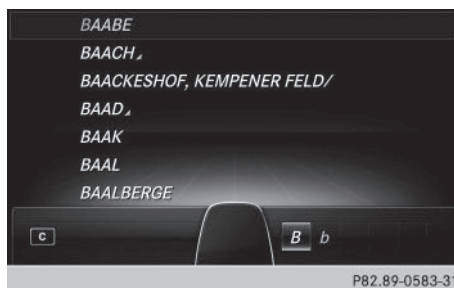 BAABE
BAACH
BAACKESHOF, KEMPENER FELD/
BAAD
BAAK
BAAL
BAALBERGE
C B b
P82.89-0583-31